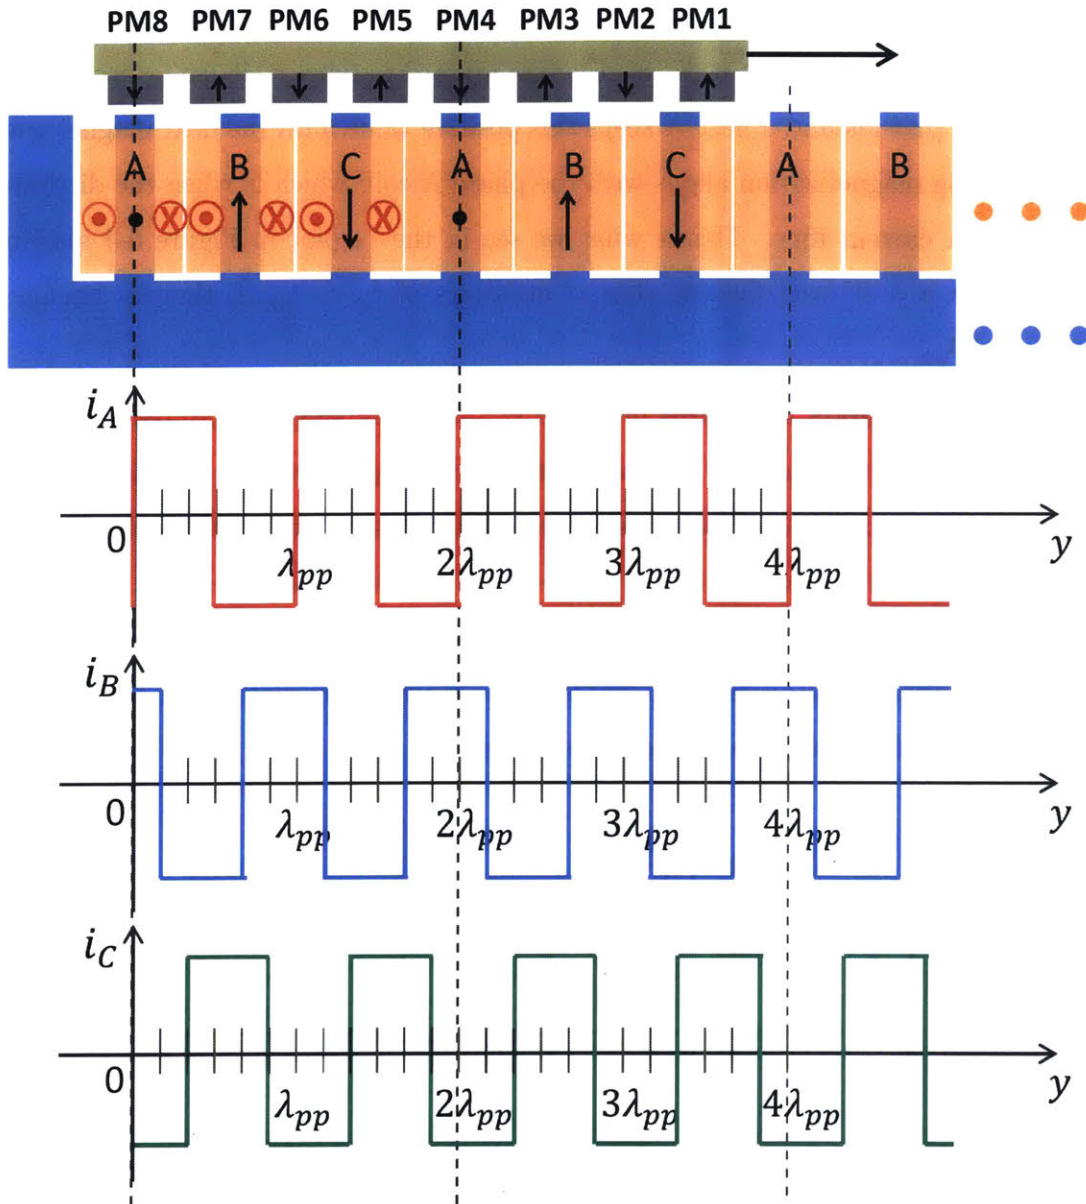 PM8 PM7 PM6 PM5 PM4 PM3 PM2 PM1
A B C A B C A B
i_A
0 λ_pp 2λ_pp 3λ_pp 4λ_pp y
i_B
0 λ_pp 2λ_pp 3λ_pp 4λ_pp y
i_C
0 λ_pp 2λ_pp 3λ_pp 4λ_pp y